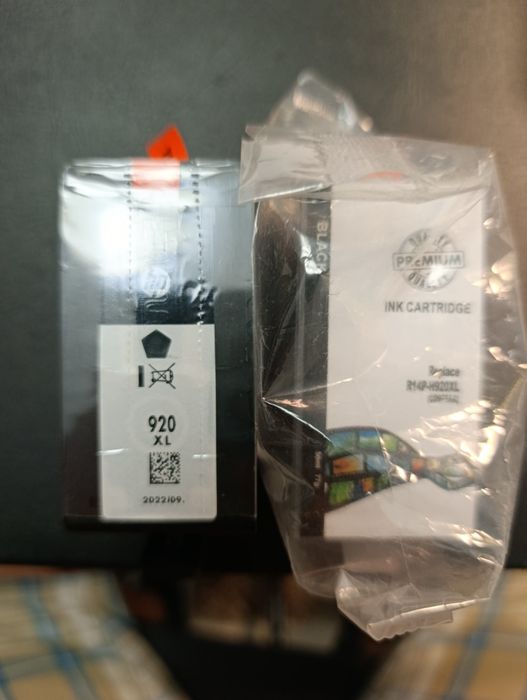 920
XL
2022/09.
BLACK
PREMIUM
INK CARTRIDGE
Replace
R14P-H920XL